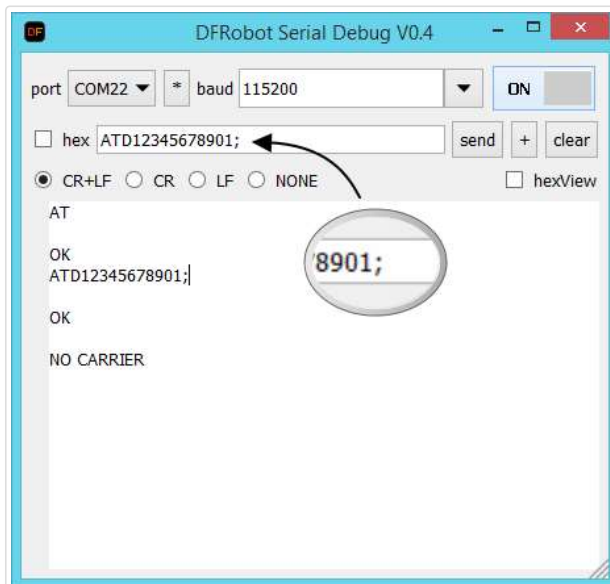 DF DFRobot Serial Debug V0.4
port COM22 * baud 115200 ON
hex ATD12345678901; send + clear
CR+LF CR LF NONE hexView
AT
OK
ATD12345678901;
8901;
OK
NO CARRIER